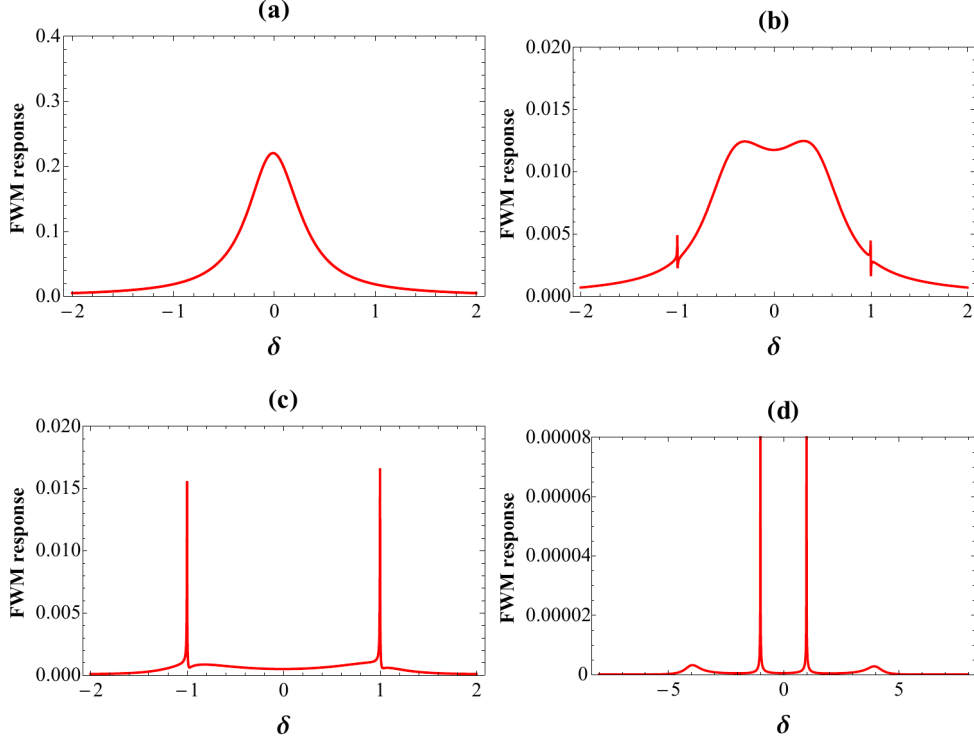 (a)
0.4
0.3
0.2
0.1
0.0
FWM response
−2 −1 0 1 2
δ
(b)
0.020
0.015
0.010
0.005
0.000
FWM response
−2 −1 0 1 2
δ
(c)
0.020
0.015
0.010
0.005
0.000
FWM response
−2 −1 0 1 2
δ
(d)
0.00008
0.00006
0.00004
0.00002
0
FWM response
−5 0 5
δ